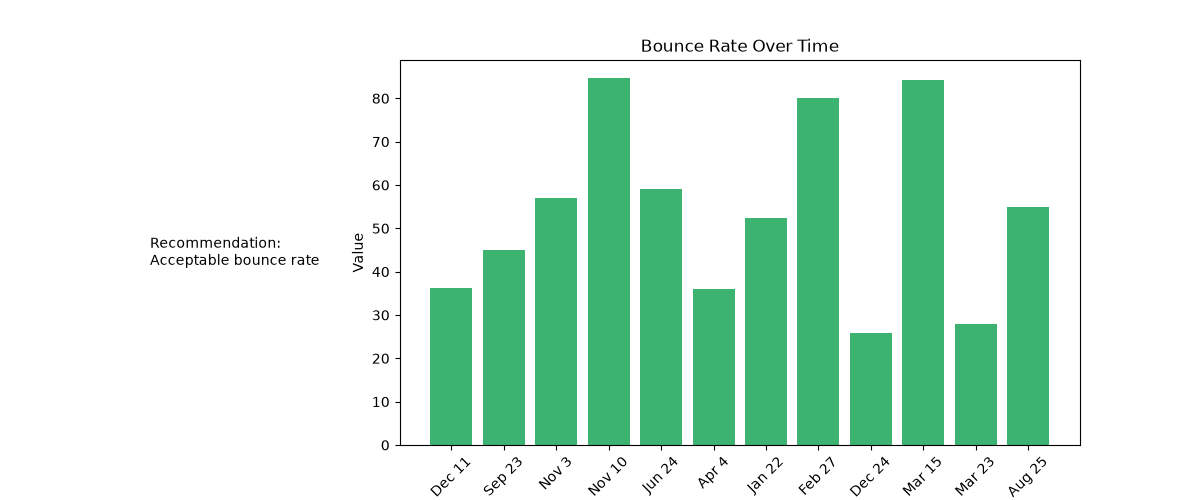 Bounce Rate Over Time
Recommendation:
Acceptable bounce rate
Value
80
70
60
50
40
30
20
10
0
Dec 11
Sep 23
Nov 3
Nov 10
Jun 24
Apr 4
Jan 22
Feb 27
Dec 24
Mar 15
Mar 23
Aug 25